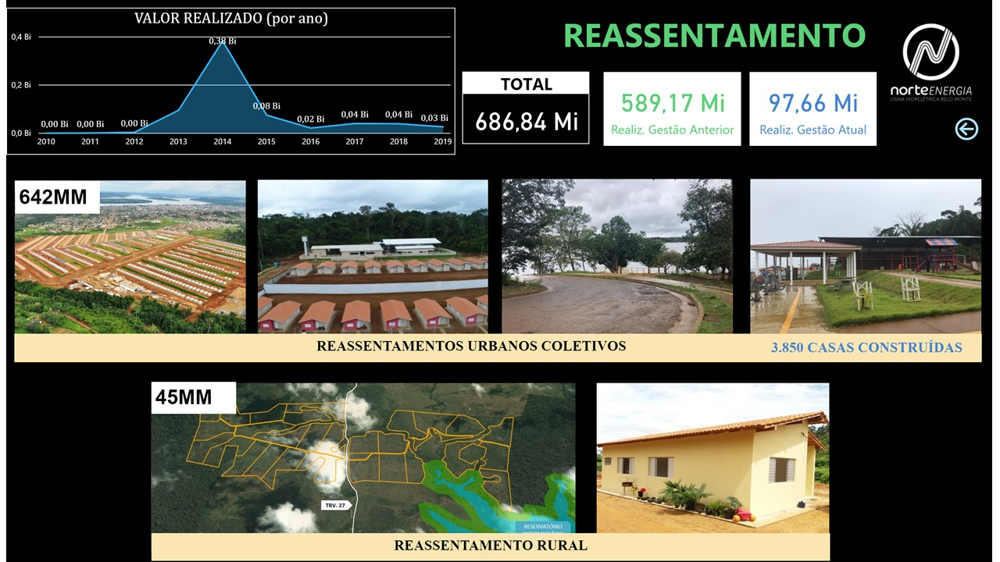 VALOR REALIZADO (por ano)
0,4 Bi
0,2 Bi
0,0 Bi
0,00 Bi
0,00 Bi
0,00 Bi
0,38 Bi
0,08 Bi
0,02 Bi
0,04 Bi
0,04 Bi
0,03 Bi
2010 2011 2012 2013 2014 2015 2016 2017 2018 2019
REASSENTAMENTO
TOTAL
686,84 Mi
589,17 Mi
Realiz. Gestão Anterior
97,66 Mi
Realiz. Gestão Atual
norteENERGIA
USINA HIDRELÉTRICA BELO MONTE
642MM
REASSENTAMENTOS URBANOS COLETIVOS
3.850 CASAS CONSTRUÍDAS
45MM
TRV. 27
RESERVATÓRIO
REASSENTAMENTO RURAL